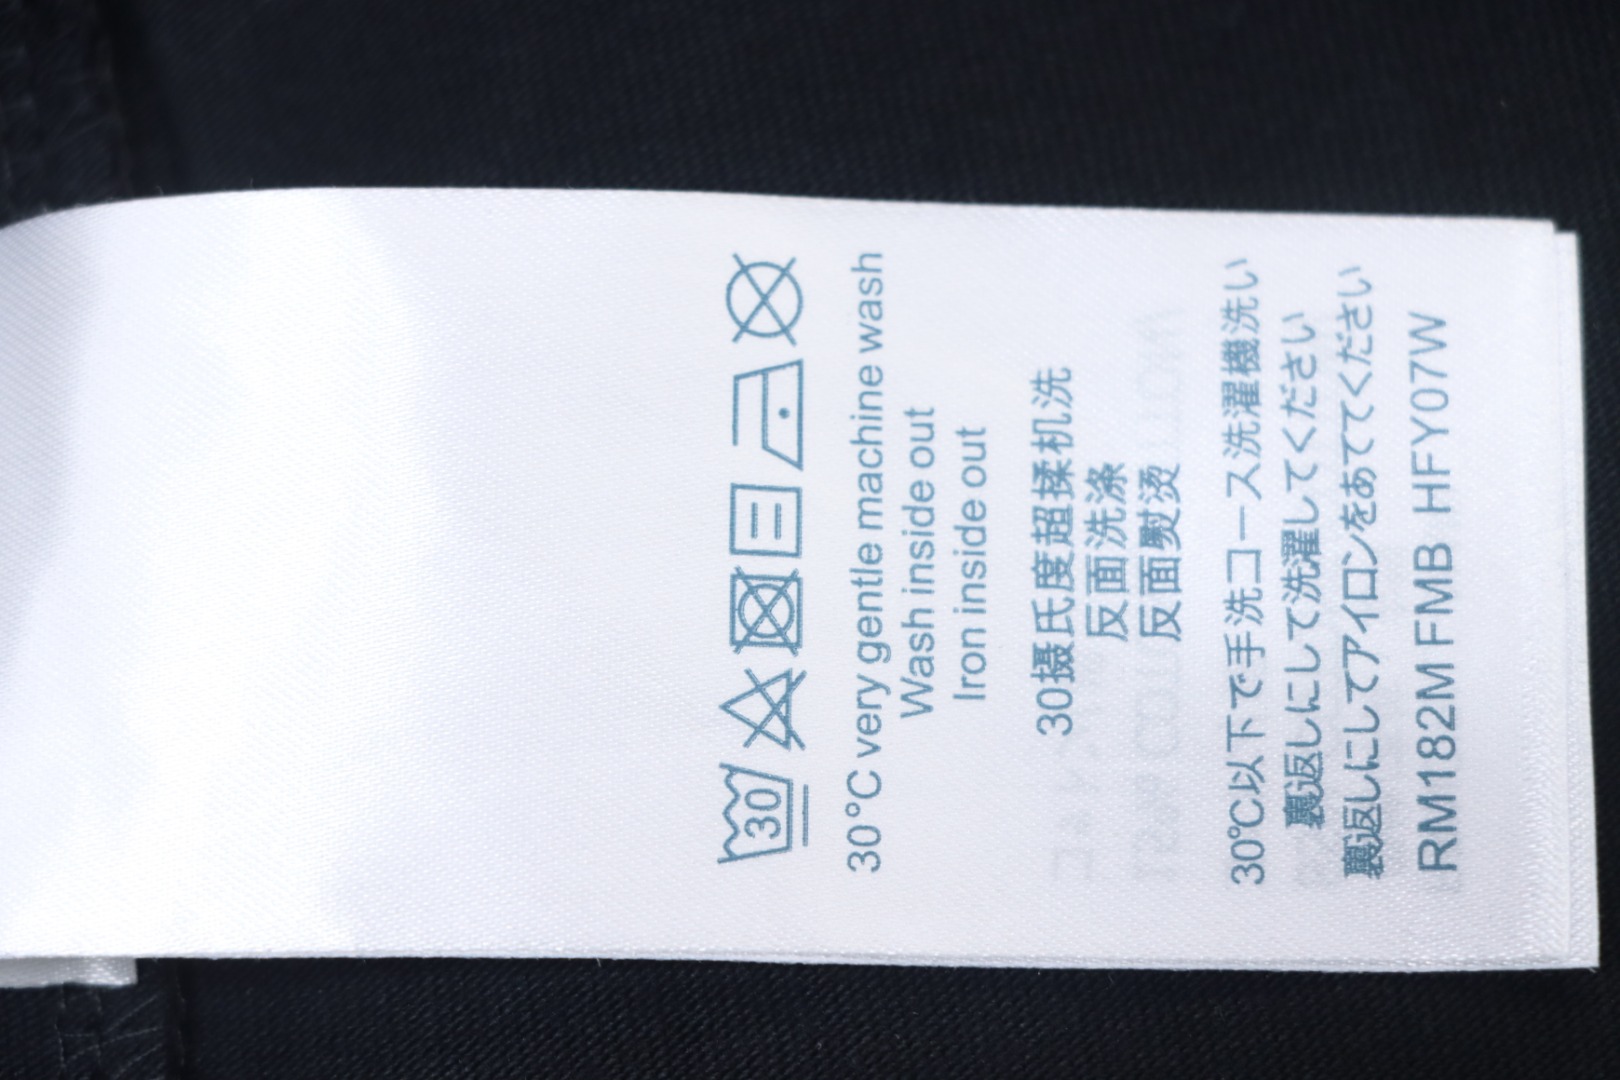 30
30°C very gentle machine wash
Wash inside out
Iron inside out
30摄氏度超揉机洗
反面洗涤
反面熨烫
30℃以下で手洗コース洗濯機洗い
裏返しにして洗濯してください
裏返しにしてアイロンをあててください
RM182M FMB HFY07W